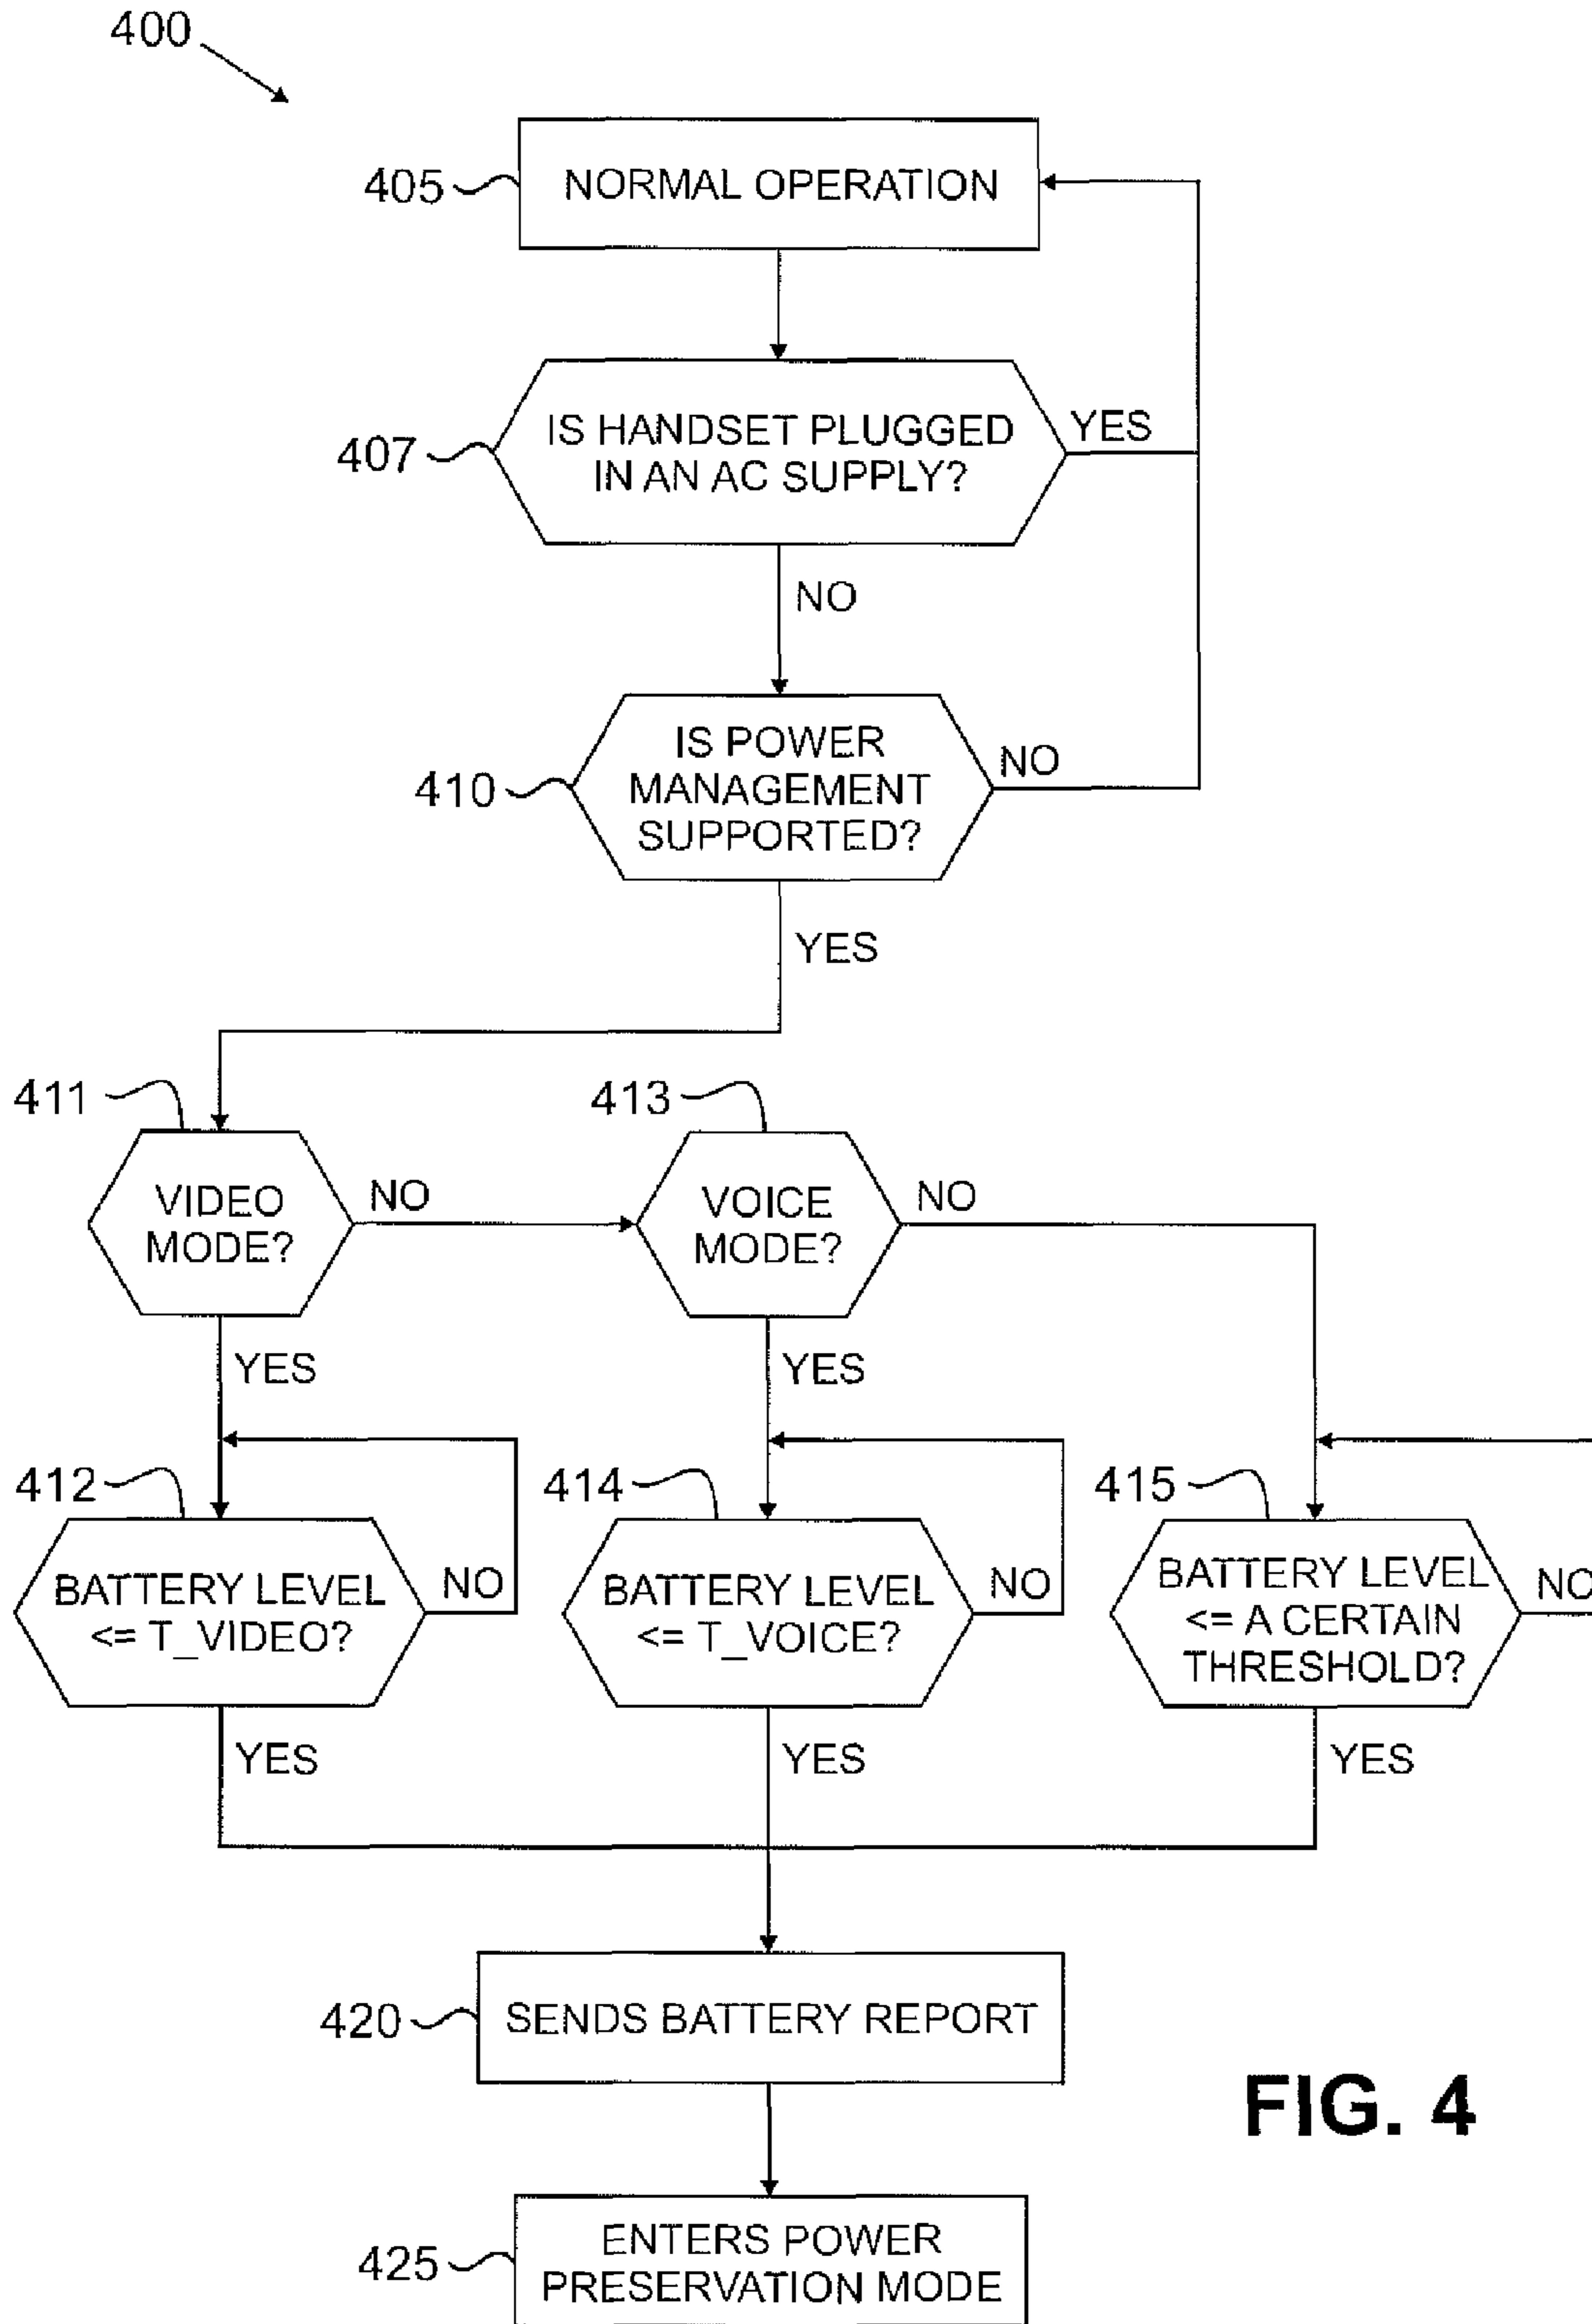 400
405
NORMAL OPERATION
407
IS HANDSET PLUGGED
IN AN AC SUPPLY?
YES
NO
410
IS POWER
MANAGEMENT
SUPPORTED?
NO
YES
411
VIDEO
MODE?
NO
413
VOICE
MODE?
NO
YES
YES
412
BATTERY LEVEL
<= T_VIDEO?
NO
414
BATTERY LEVEL
<= T_VOICE?
NO
415
BATTERY LEVEL
<= A CERTAIN
THRESHOLD?
NO
YES
YES
YES
420
SENDS BATTERY REPORT
425
ENTERS POWER
PRESERVATION MODE
FIG. 4